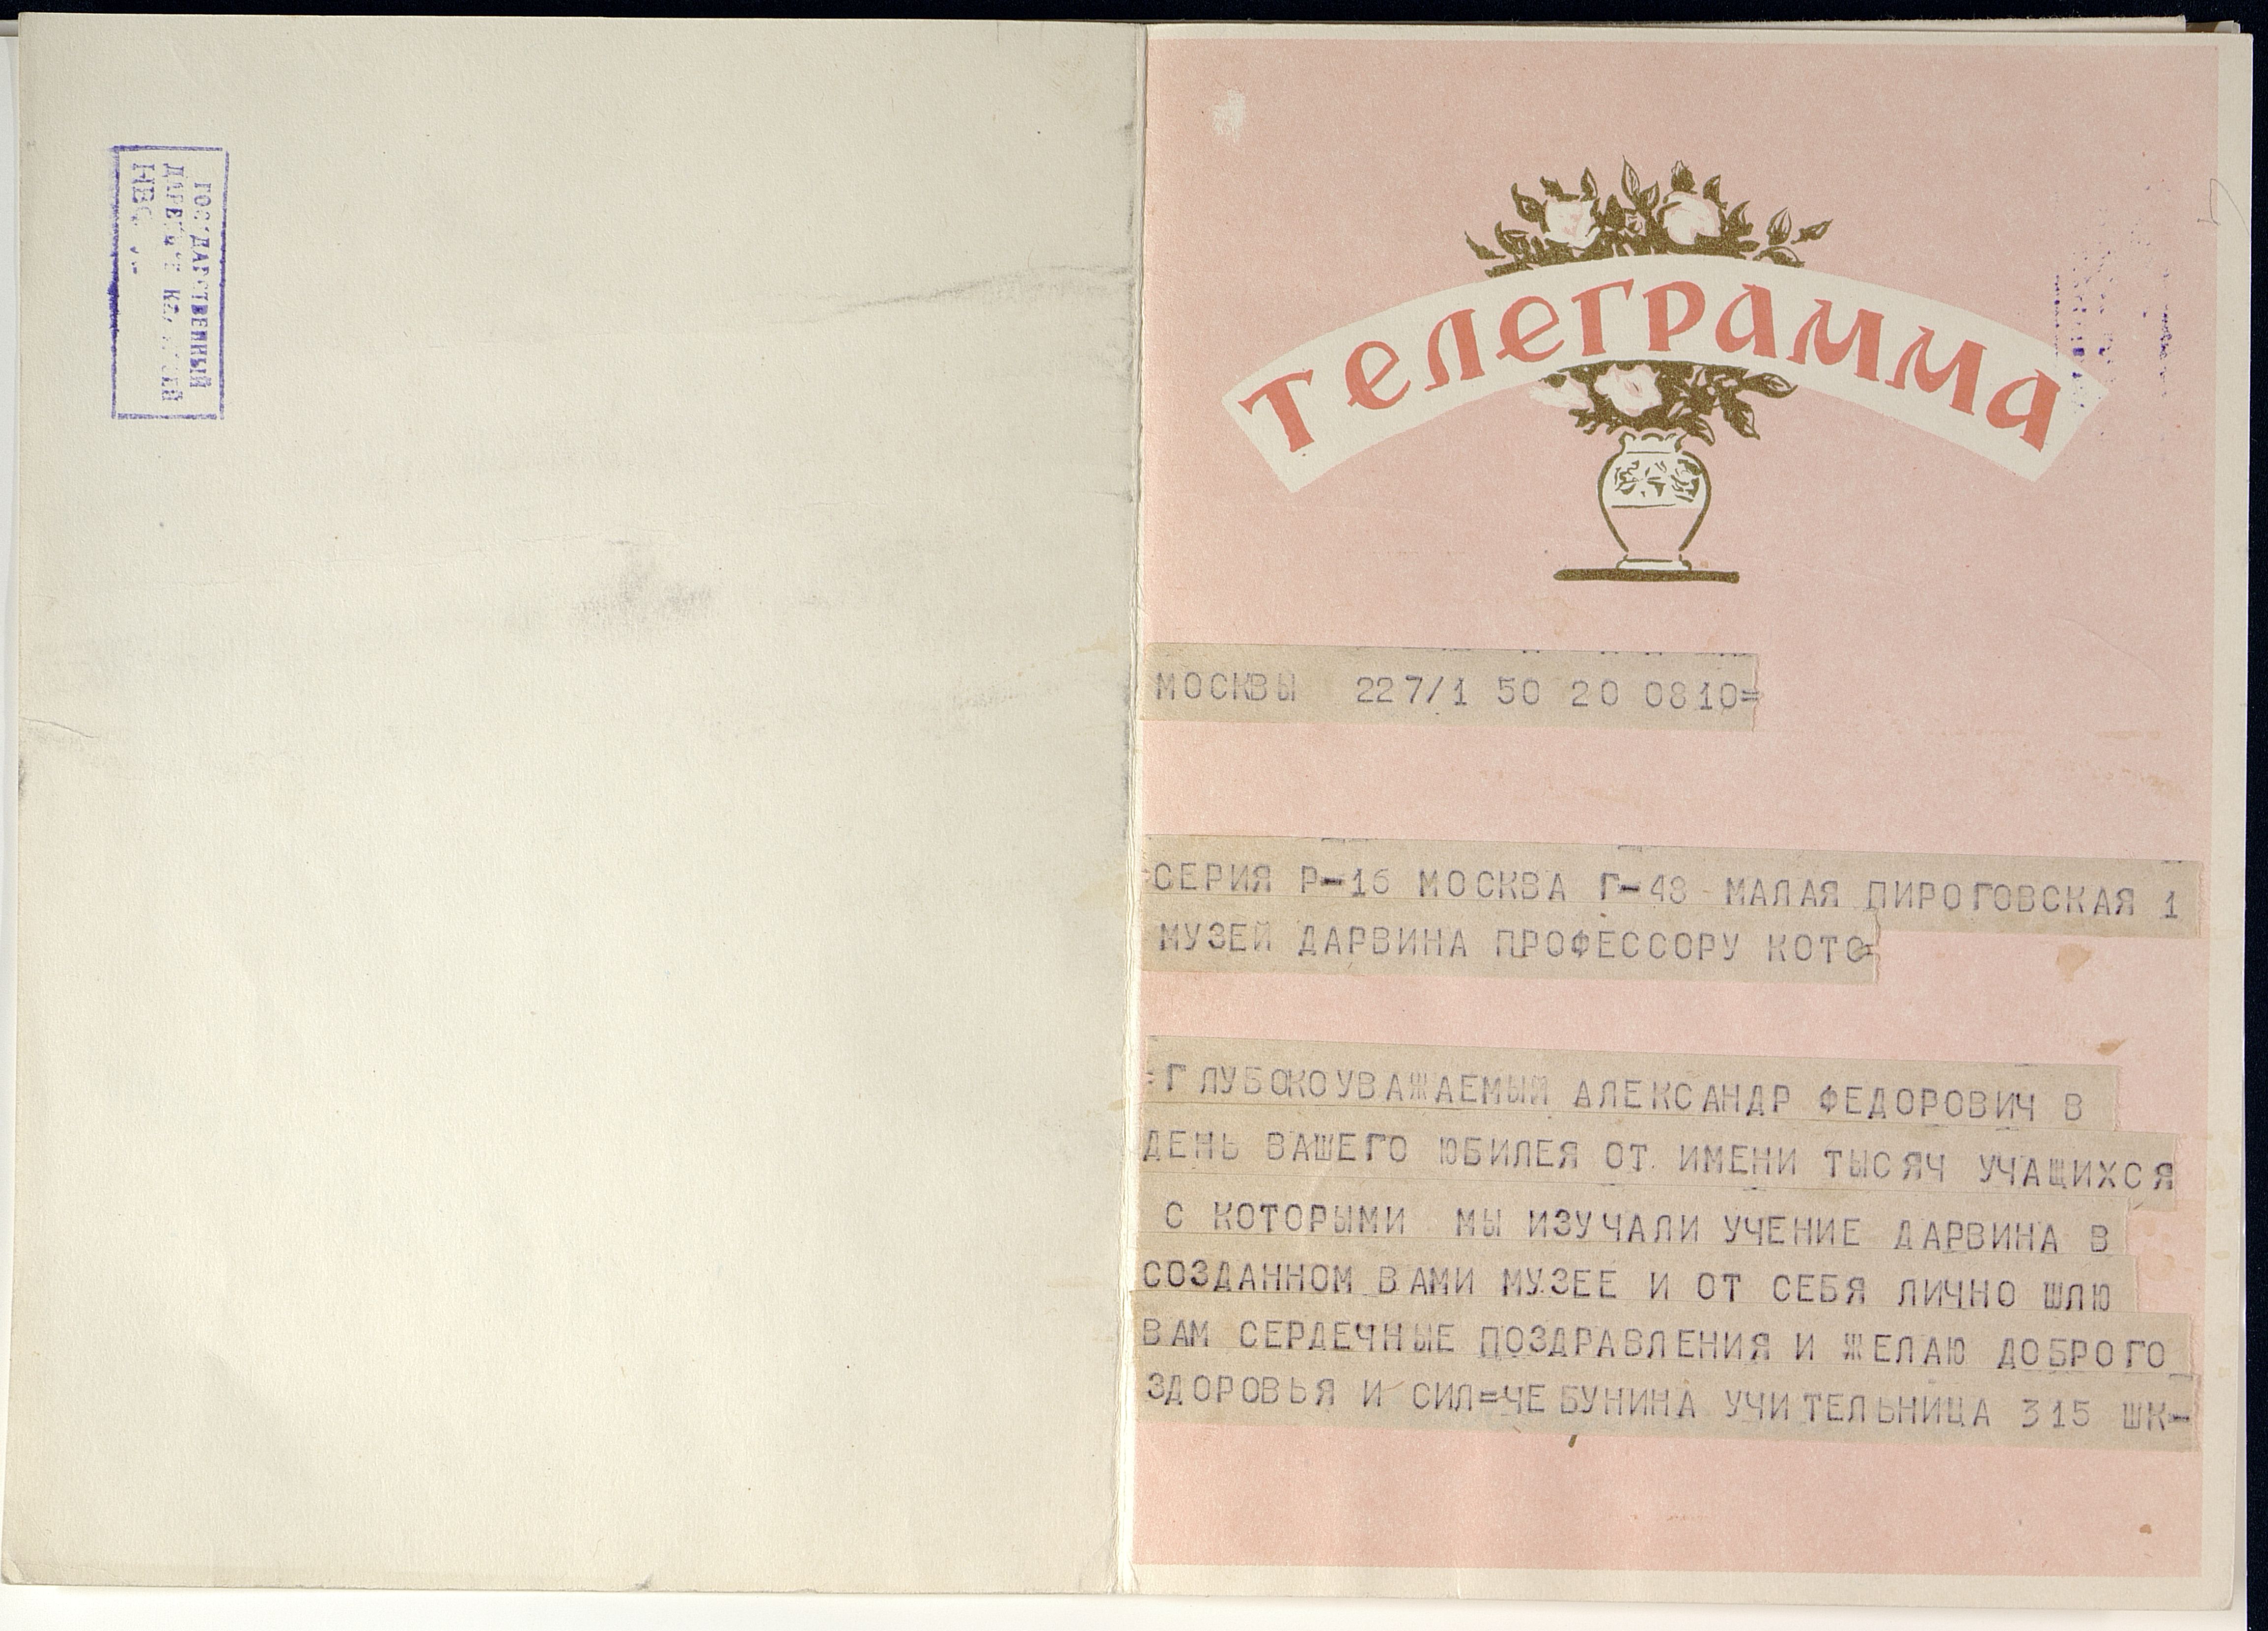 ГОСУДАРСТВЕННЫЙ
ТЕЛЕГРАММА
МОСКВЫ 227/1 50 20 0810=
СЕРИЯ Р-16 МОСКВА Г-48 МАЛАЯ ПИРОГОВСКАЯ 1
МУЗЕЙ ДАРВИНА ПРОФЕССОРУ КОТС=
=ГЛУБОКОУВАЖАЕМЫЙ АЛЕКСАНДР ФЕДОРОВИЧ В
ДЕНЬ ВАШЕГО ЮБИЛЕЯ ОТ ИМЕНИ ТЫСЯЧ УЧАЩИХСЯ
С КОТОРЫМИ МЫ ИЗУЧАЛИ УЧЕНИЕ ДАРВИНА В
СОЗДАННОМ ВАМИ МУЗЕЕ И ОТ СЕБЯ ЛИЧНО ШЛЮ
ВАМ СЕРДЕЧНЫЕ ПОЗДРАВЛЕНИЯ И ЖЕЛАЮ ДОБРОГО
ЗДОРОВЬЯ И СИЛ=ЧЕБУНИНА УЧИТЕЛЬНИЦА 315 ШК-